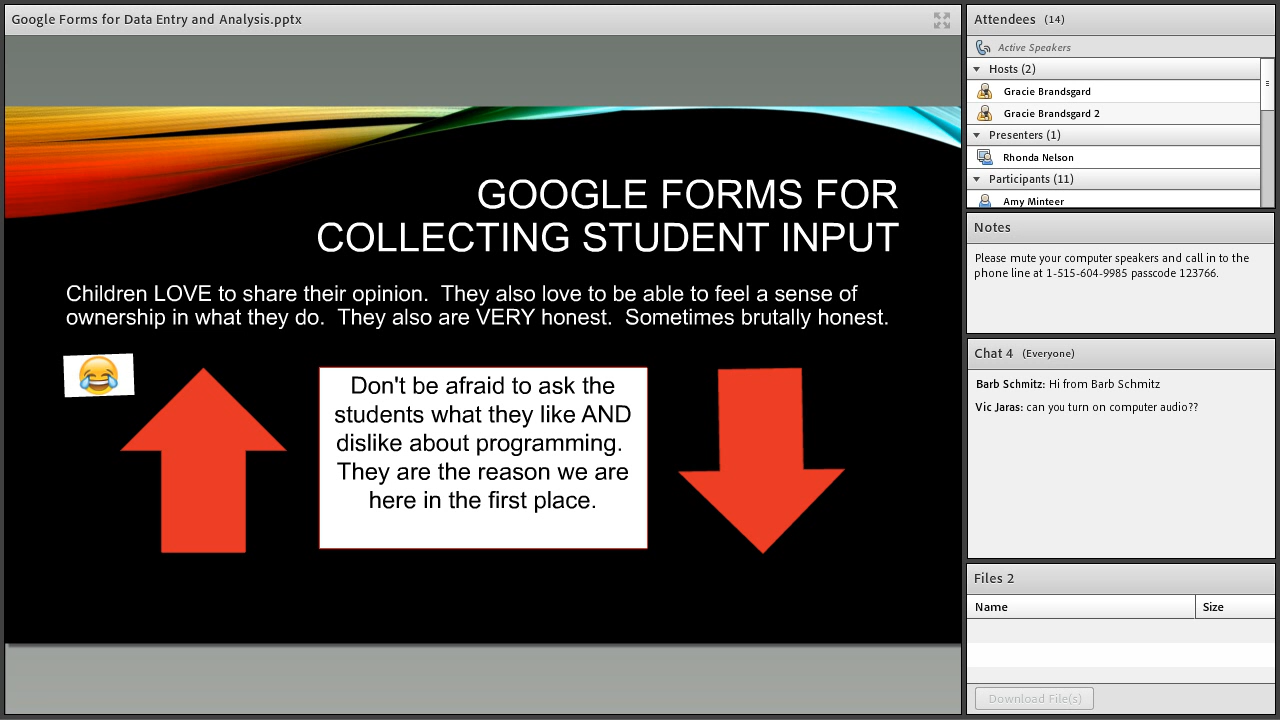 Google Forms for Data Entry and Analysis.pptx
GOOGLE FORMS FOR
COLLECTING STUDENT INPUT
Children LOVE to share their opinion.  They also love to be able to feel a sense of
ownership in what they do.  They also are VERY honest.  Sometimes brutally honest.
Don't be afraid to ask the
students what they like AND
dislike about programming.
They are the reason we are
here in the first place.
Attendees (14)
Active Speakers
Hosts (2)
Gracie Brandsgard
Gracie Brandsgard 2
Presenters (1)
Rhonda Nelson
Participants (11)
Amy Minteer
Notes
Please mute your computer speakers and call in to the
phone line at 1-515-604-9985 passcode 123766.
Chat 4 (Everyone)
Barb Schmitz: Hi from Barb Schmitz
Vic Jaras: can you turn on computer audio??
Files 2
Name Size
Download File(s)